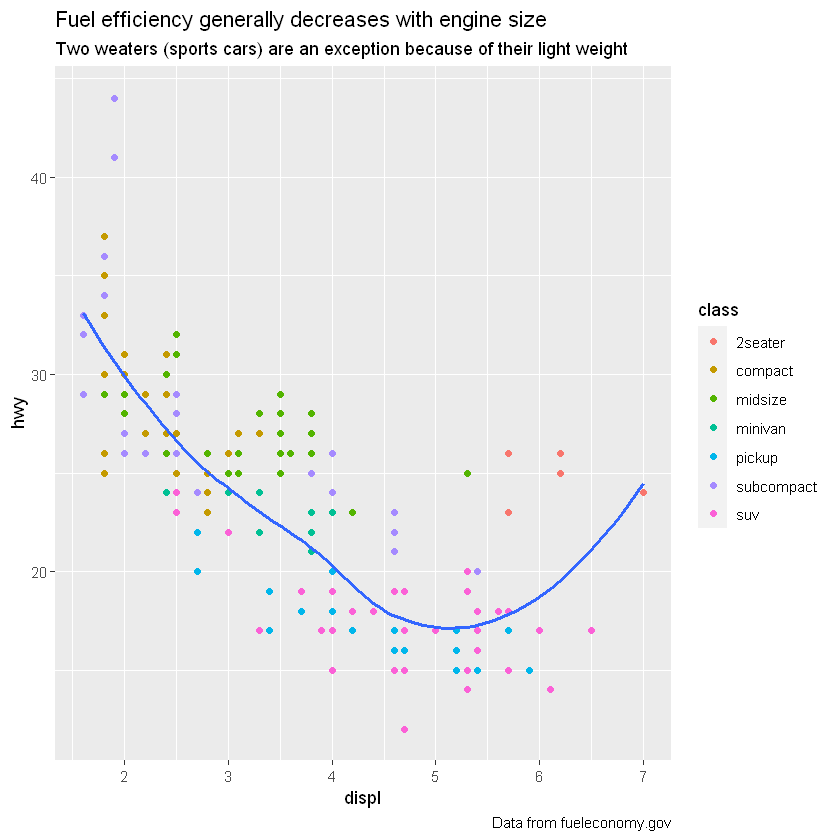 Fuel efficiency generally decreases with engine size
Two weaters (sports cars) are an exception because of their light weight
40
30
20
hwy
2 3 4 5 6 7
displ
class
2seater
compact
midsize
minivan
pickup
subcompact
suv
Data from fueleconomy.gov